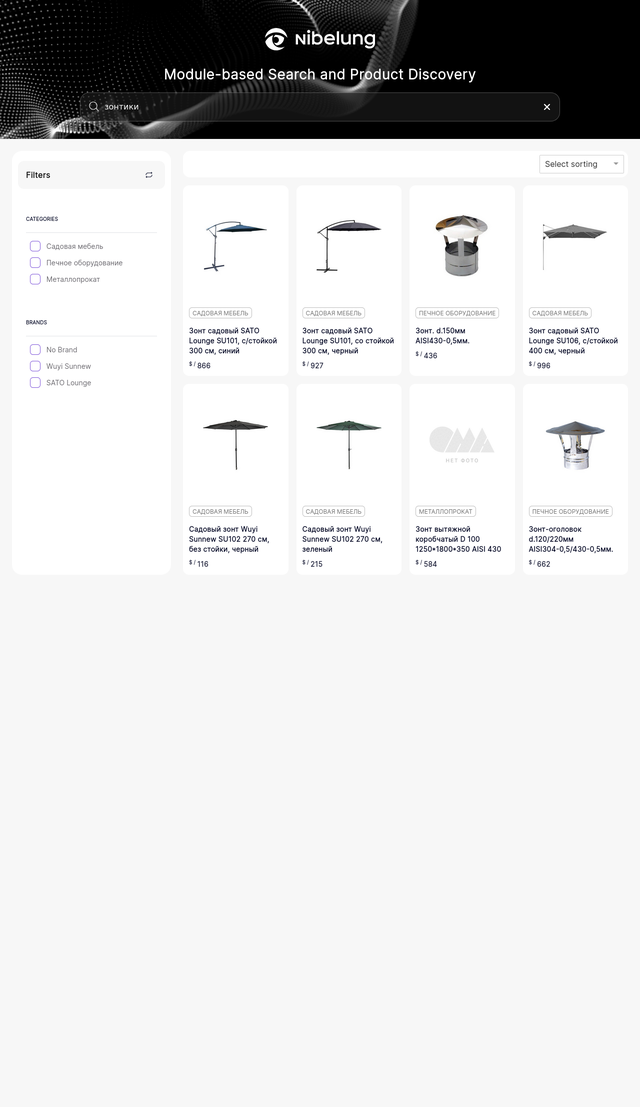 Nibelung
Module-based Search and Product Discovery
зонтики
Filters
Select sorting
CATEGORIES
Садовая мебель
Печное оборудование
Металлопрокат
BRANDS
No Brand
Wuyi Sunnew
SATO Lounge
САДОВАЯ МЕБЕЛЬ
Зонт садовый SATO
Lounge SU101, с/стойкой
300 см, синий
$ / 866
САДОВАЯ МЕБЕЛЬ
Зонт садовый SATO
Lounge SU101, со стойкой
300 см, черный
$ / 927
ПЕЧНОЕ ОБОРУДОВАНИЕ
Зонт. d.150мм
AISI430-0,5мм.
$ / 436
САДОВАЯ МЕБЕЛЬ
Зонт садовый SATO
Lounge SU106, с/стойкой
400 см, черный
$ / 996
САДОВАЯ МЕБЕЛЬ
Садовый зонт Wuyi
Sunnew SU102 270 см,
без стойки, черный
$ / 116
САДОВАЯ МЕБЕЛЬ
Садовый зонт Wuyi
Sunnew SU102 270 см,
зеленый
$ / 215
НЕТ ФОТО
МЕТАЛЛОПРОКАТ
Зонт вытяжной
коробчатый D 100
1250*1800*350 AISI 430
$ / 584
ПЕЧНОЕ ОБОРУДОВАНИЕ
Зонт-оголовок
d.120/220мм
AISI304-0,5/430-0,5мм.
$ / 662